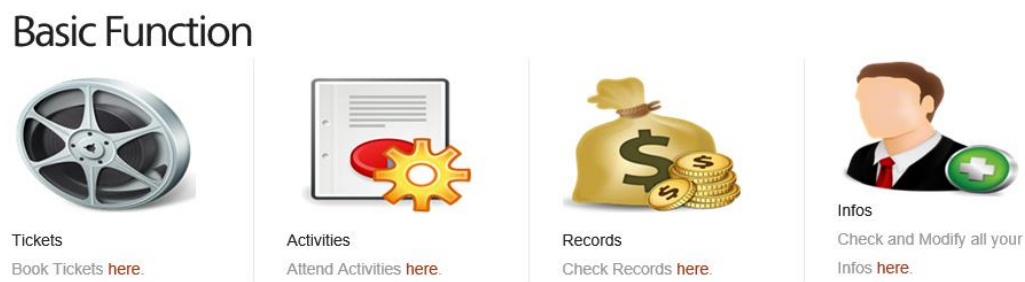 Basic Function
Tickets
Book Tickets here.
Activities
Attend Activities here.
$
$
$
$
Records
Check Records here.
Infos
Check and Modify all your
Infos here.